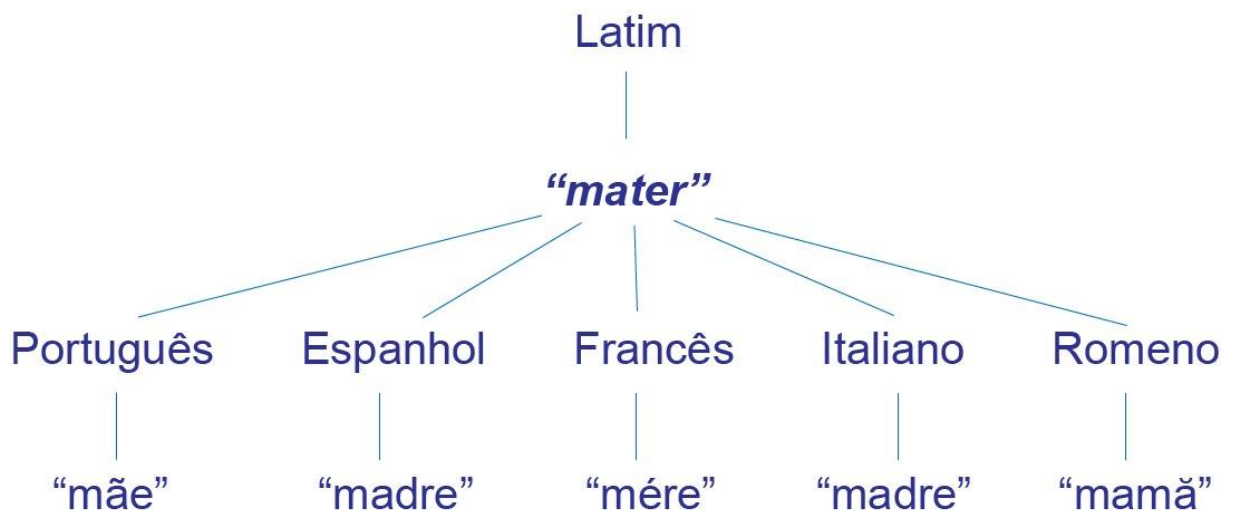 Latim
“mater”
Português Espanhol Francês Italiano Romeno
“mãe” “madre” “mére” “madre” “mamă”